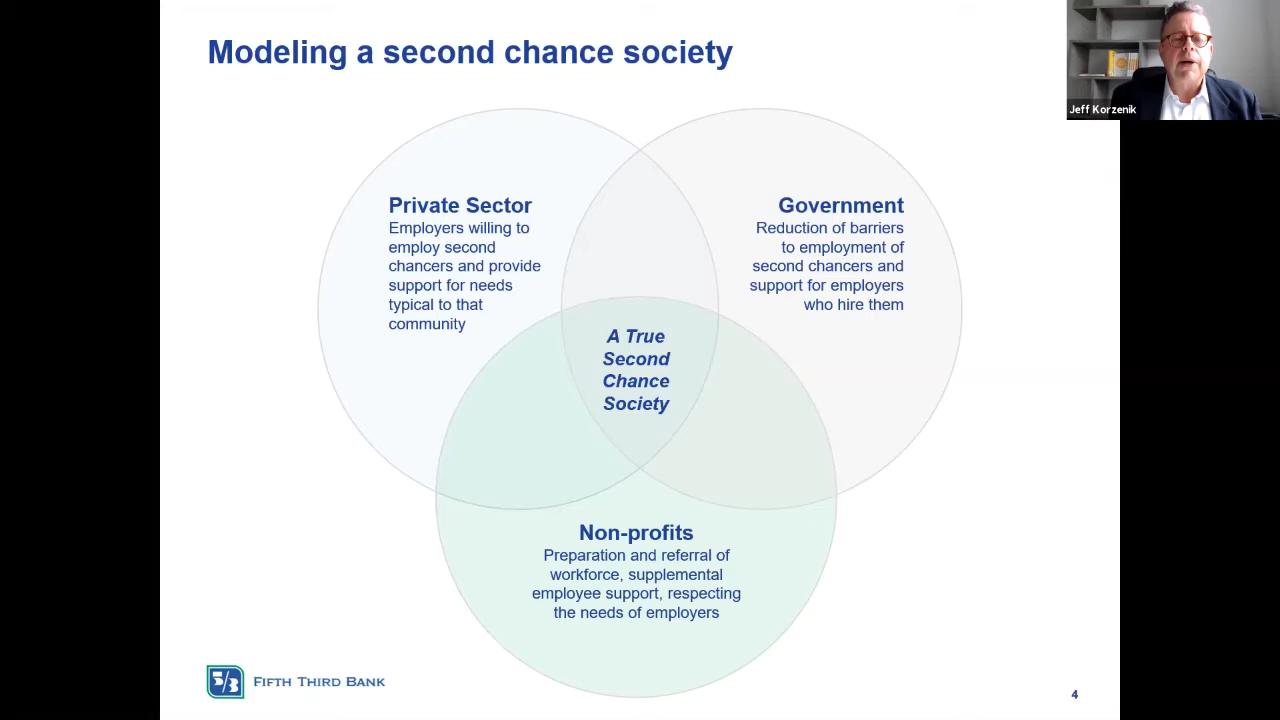 Modeling a second chance society
Jeff Korzenik
Private Sector
Employers willing to
employ second
chancers and provide
support for needs
typical to that
community
Government
Reduction of barriers
to employment of
second chancers and
support for employers
who hire them
A True
Second
Chance
Society
Non-profits
Preparation and referral of
workforce, supplemental
employee support, respecting
the needs of employers
5/3
FIFTH THIRD BANK
4